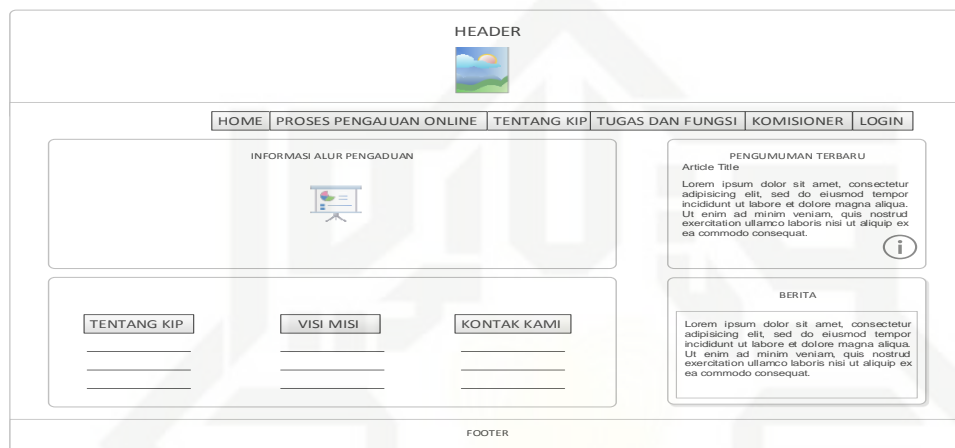 HEADER
HOME PROSES PENGAJUAN ONLINE TENTANG KIP TUGAS DAN FUNGSI KOMISIONER LOGIN
INFORMASI ALUR PENGADUAN
PENGUMUMAN TERBARU
Article Title
Lorem ipsum dolor sit amet, consectetur
adipisicing elit, sed do eiusmod tempor
incididunt ut labore et dolore magna aliqua.
Ut enim ad minim veniam, quis nostrud
exercitation ullamco laboris nisi ut aliquip ex
ea commodo consequat.
i
TENTANG KIP VISI MISI KONTAK KAMI
BERITA
Lorem ipsum dolor sit amet, consectetur
adipisicing elit, sed do eiusmod tempor
incididunt ut labore et dolore magna aliqua.
Ut enim ad minim veniam, quis nostrud
exercitation ullamco laboris nisi ut aliquip ex
ea commodo consequat.
FOOTER